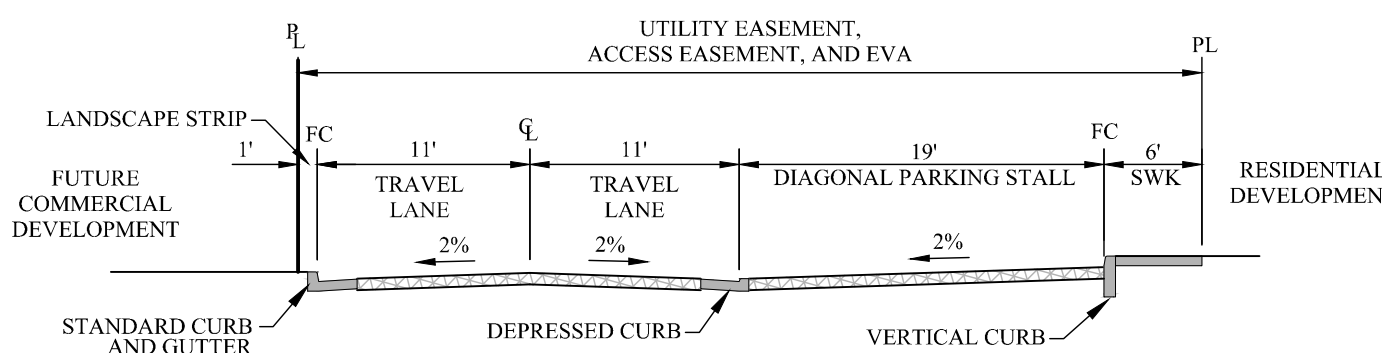 UTILITY EASEMENT,
ACCESS EASEMENT, AND EVA
PL
PL
LANDSCAPE STRIP
FC
CL
FC
1'
11'
11'
19'
6'
FUTURE
COMMERCIAL
DEVELOPMENT
TRAVEL
LANE
TRAVEL
LANE
DIAGONAL PARKING STALL
SWK
RESIDENTIAL
DEVELOPMEN
2%
2%
2%
STANDARD CURB
AND GUTTER
DEPRESSED CURB
VERTICAL CURB